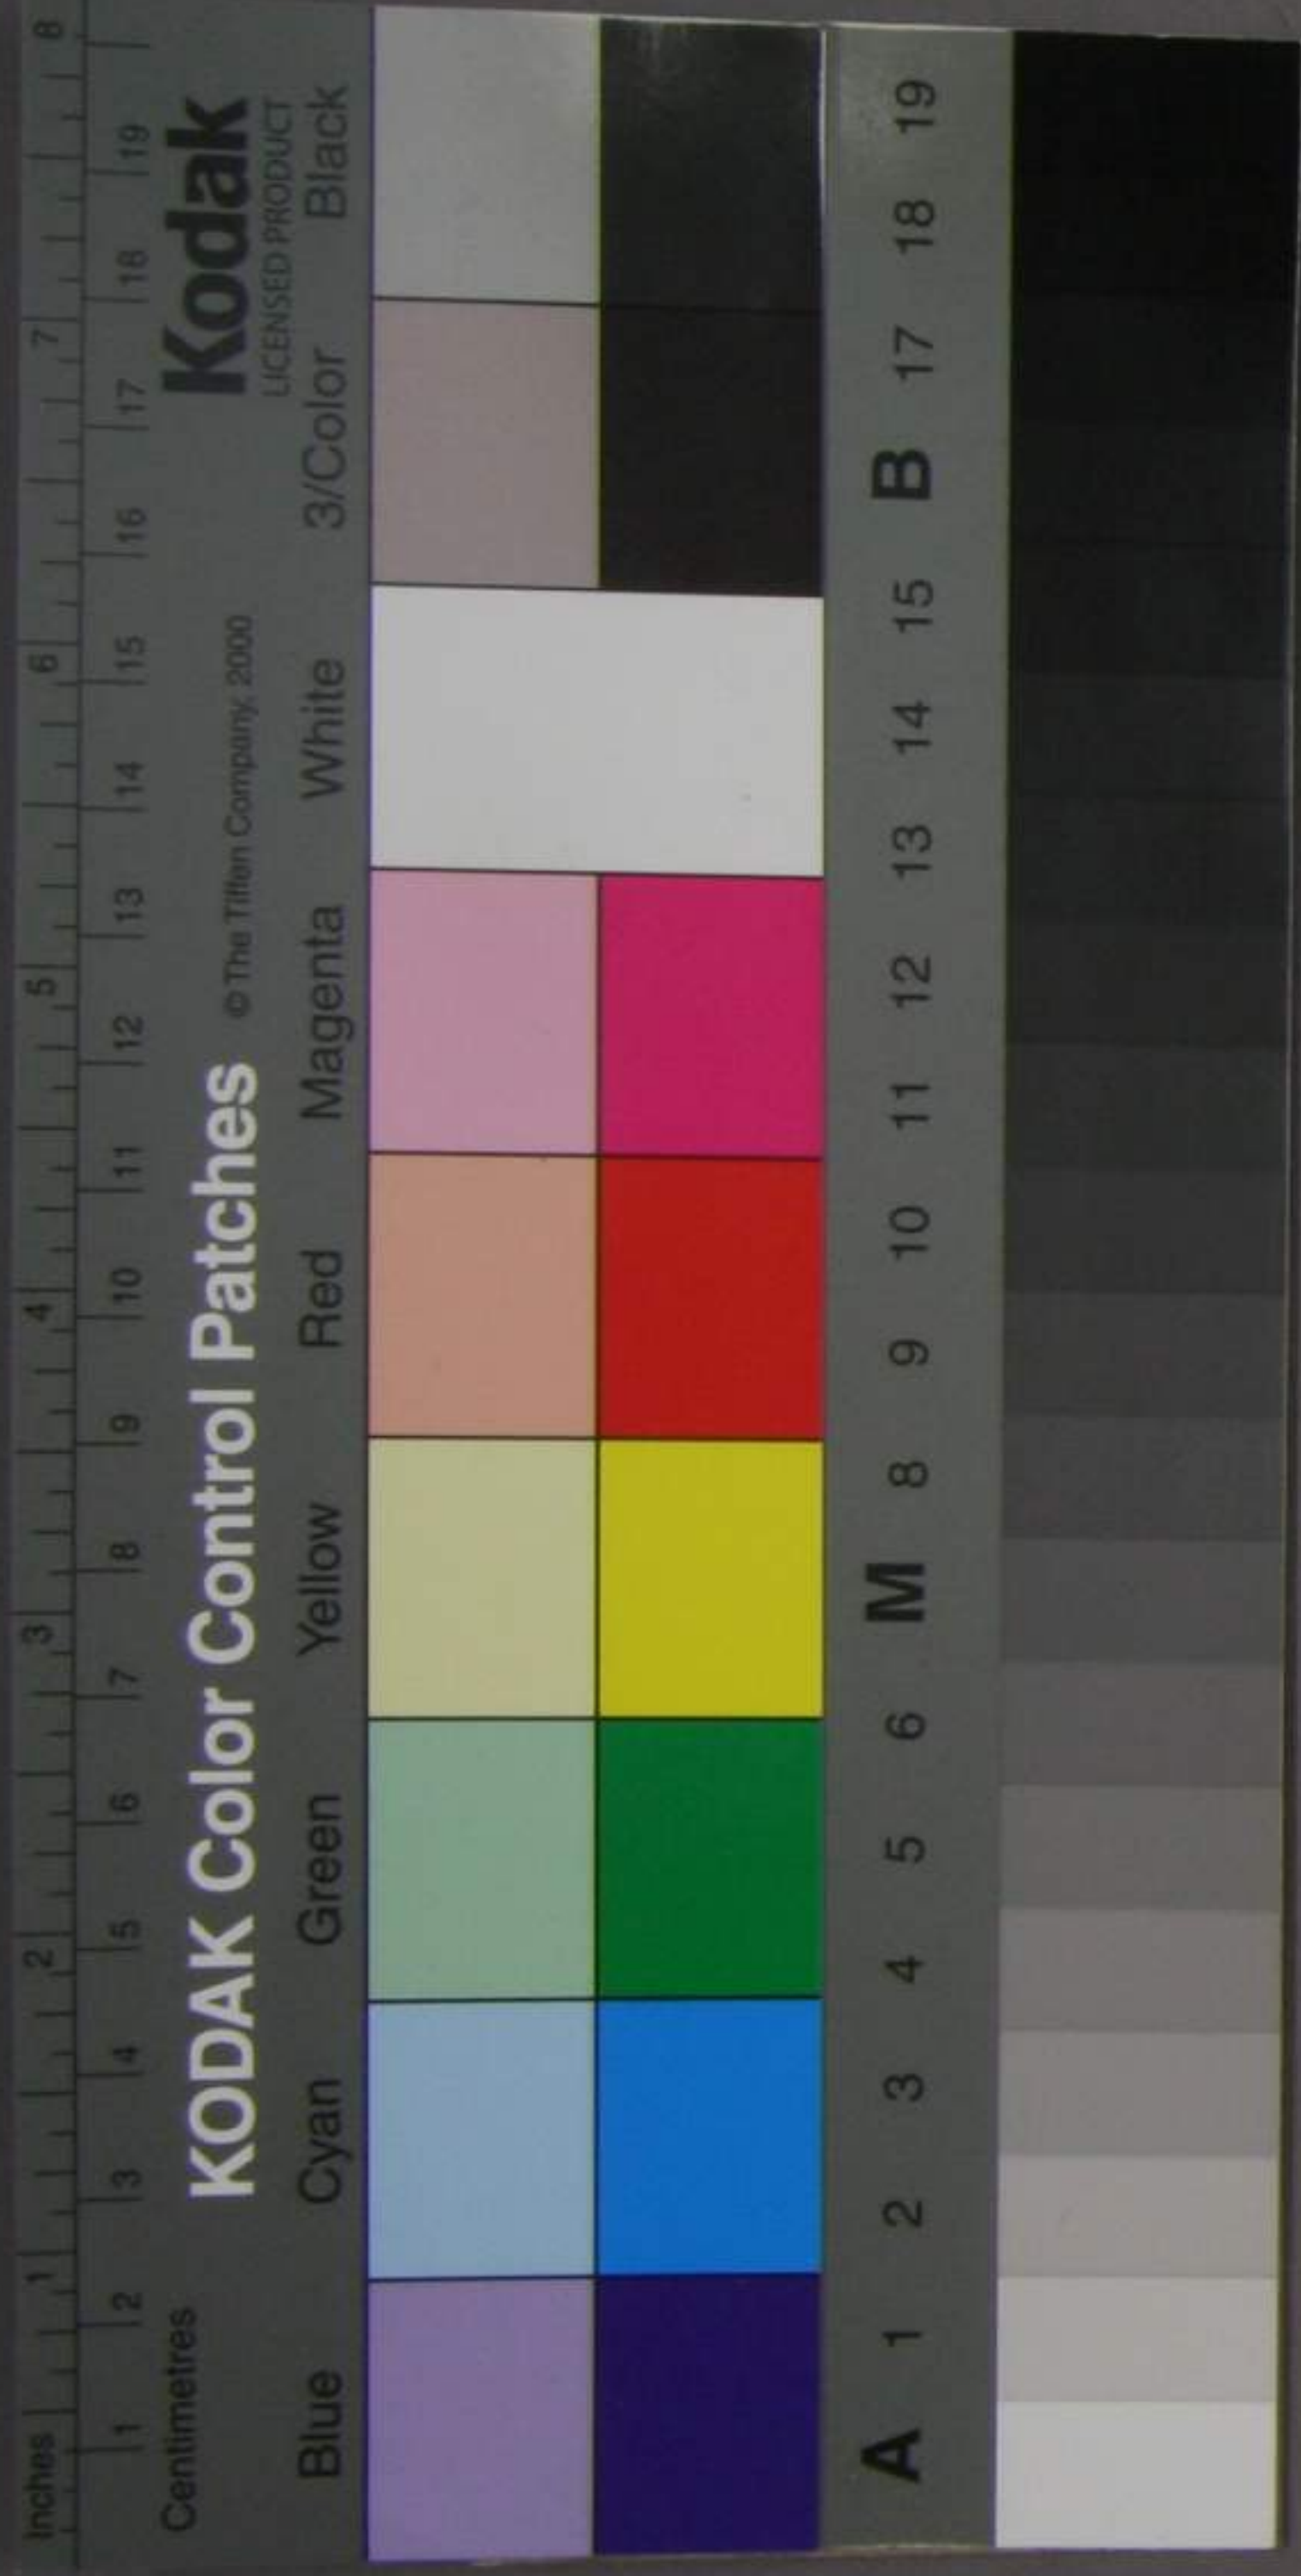 Inches 1 2 3 4 5 6 7 8
1 2 3 4 5 6 7 8 9 10 11 12 13 14 15 16 17 18 19
Centimetres
KODAK Color Control Patches © The Tiffen Company, 2000 Kodak
LICENSED PRODUCT
Blue Cyan Green Yellow Red Magenta White 3/Color Black
A 1 2 3 4 5 6 M 8 9 10 11 12 13 14 15 B 17 18 19